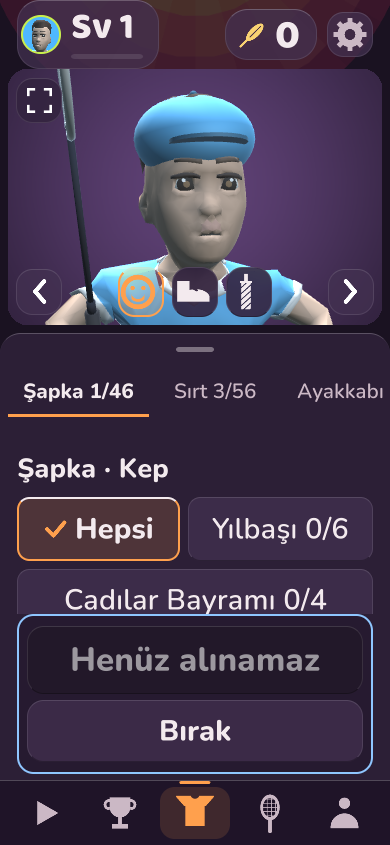 Sv 1
0
Şapka 1/46
Sırt 3/56
Ayakkabı
Şapka · Kep
Hepsi
Yılbaşı 0/6
Cadılar Bayramı 0/4
Henüz alınamaz
Bırak